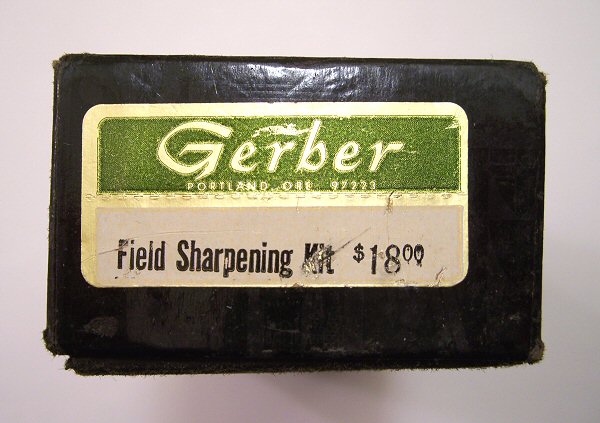 Gerber
PORTLAND, ORE. 97223
Field Sharpening Kit $18.00